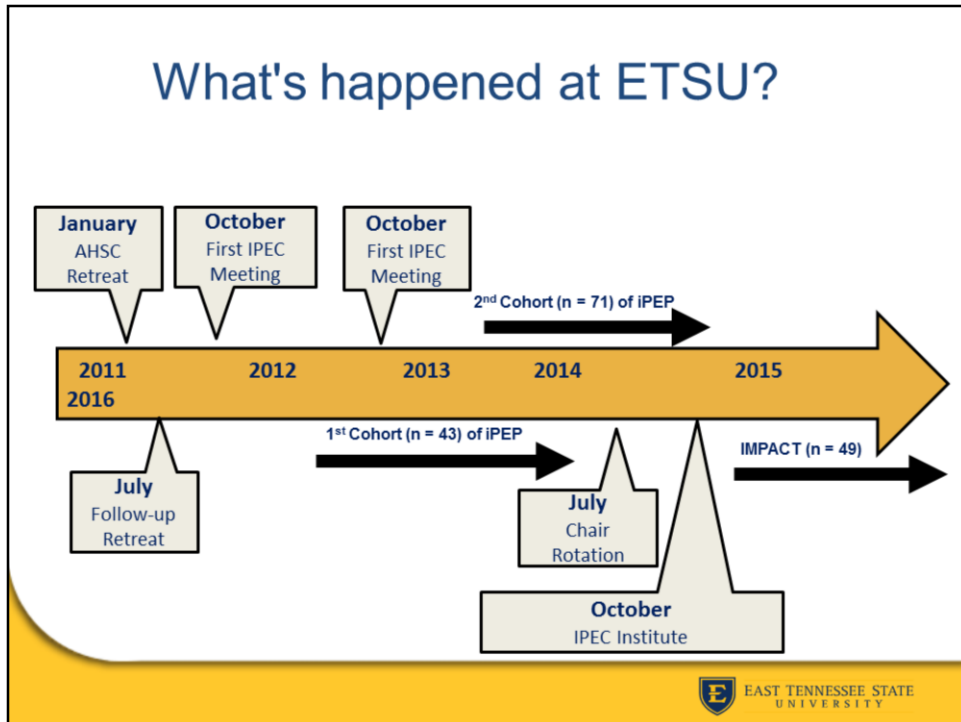 What's happened at ETSU?
January
AHSC
Retreat
October
First IPEC
Meeting
October
First IPEC
Meeting
2nd Cohort (n = 71) of iPEP
2011 2012 2013 2014 2015
2016
1st Cohort (n = 43) of iPEP
IMPACT (n = 49)
July
Follow-up
Retreat
July
Chair
Rotation
October
IPEC Institute
E
EAST TENNESSEE STATE
UNIVERSITY